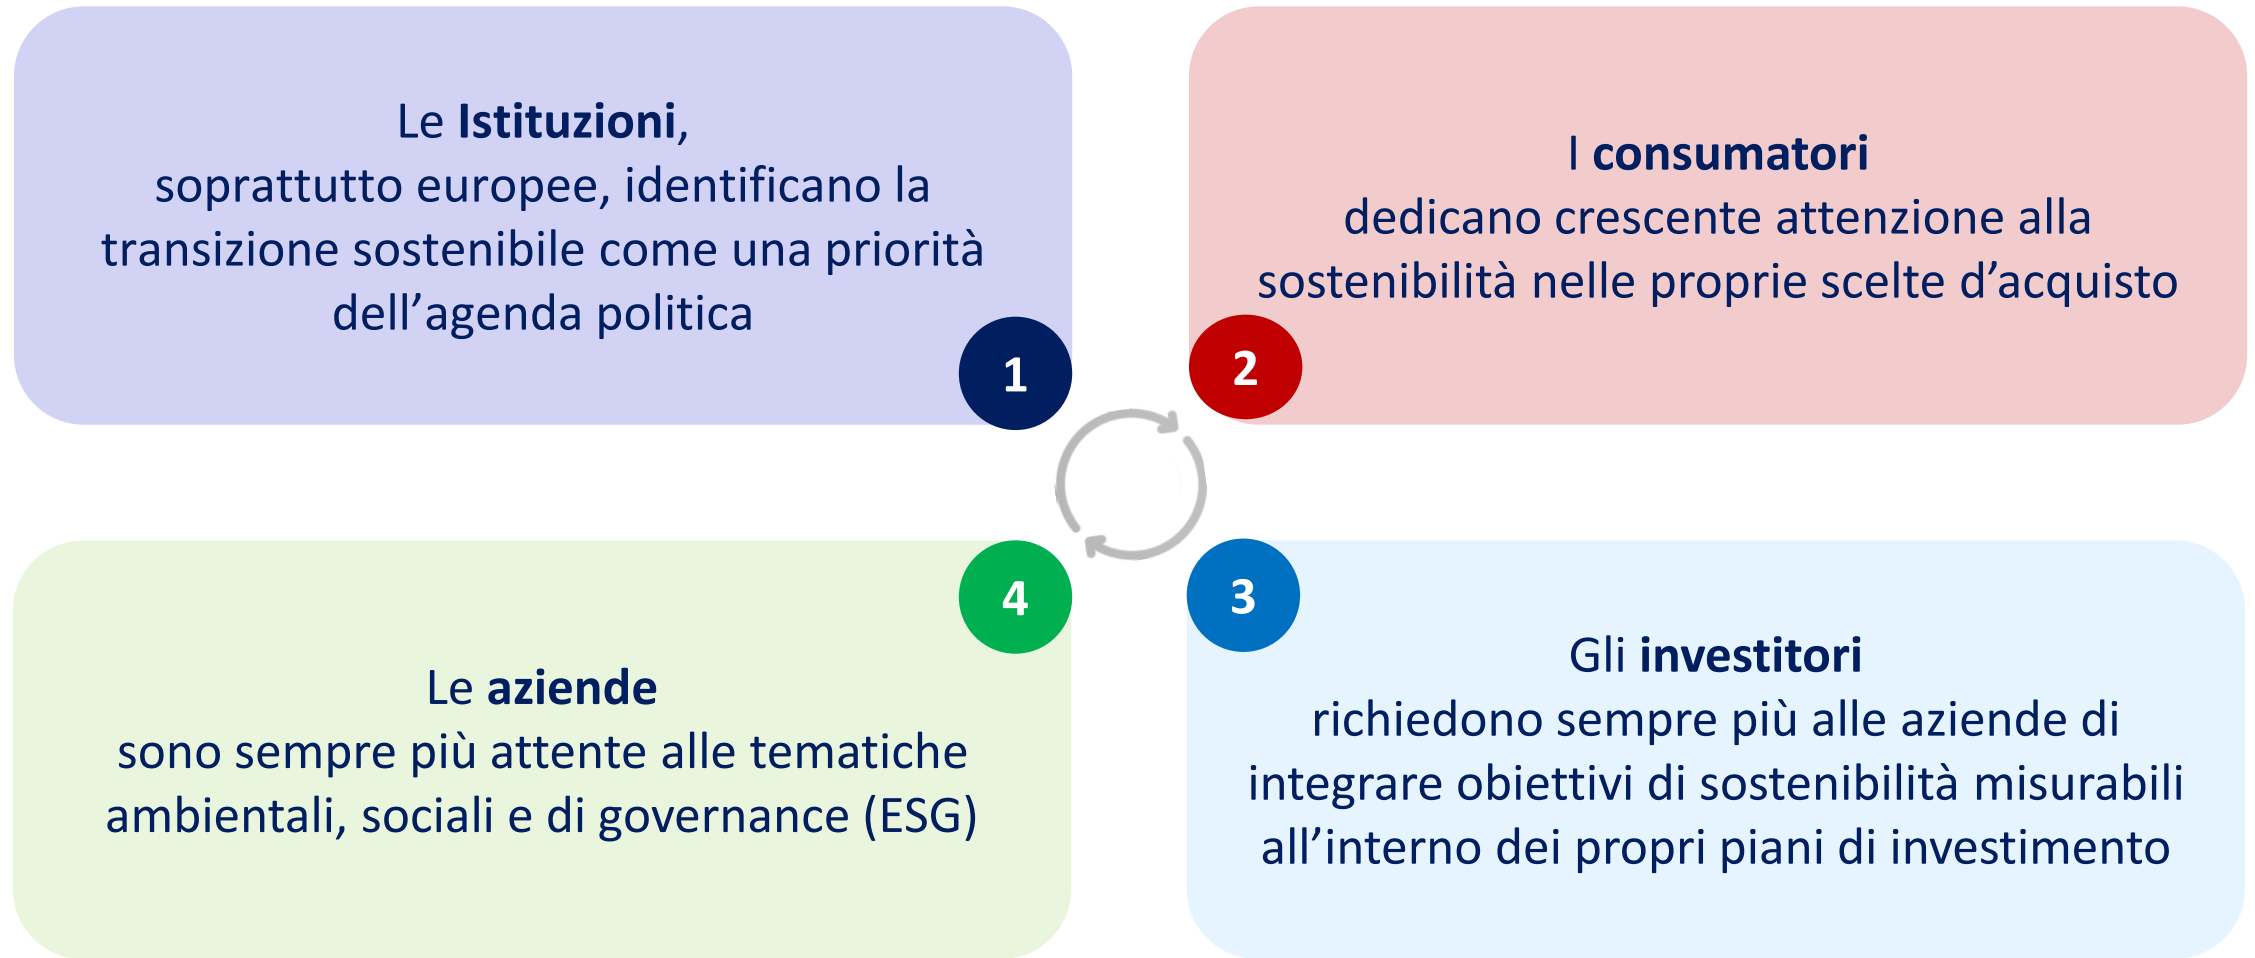 Le Istituzioni,
soprattutto europee, identificano la
transizione sostenibile come una priorità
dell’agenda politica
1
I consumatori
dedicano crescente attenzione alla
sostenibilità nelle proprie scelte d’acquisto
2
3
Gli investitori
richiedono sempre più alle aziende di
integrare obiettivi di sostenibilità misurabili
all’interno dei propri piani di investimento
4
Le aziende
sono sempre più attente alle tematiche
ambientali, sociali e di governance (ESG)